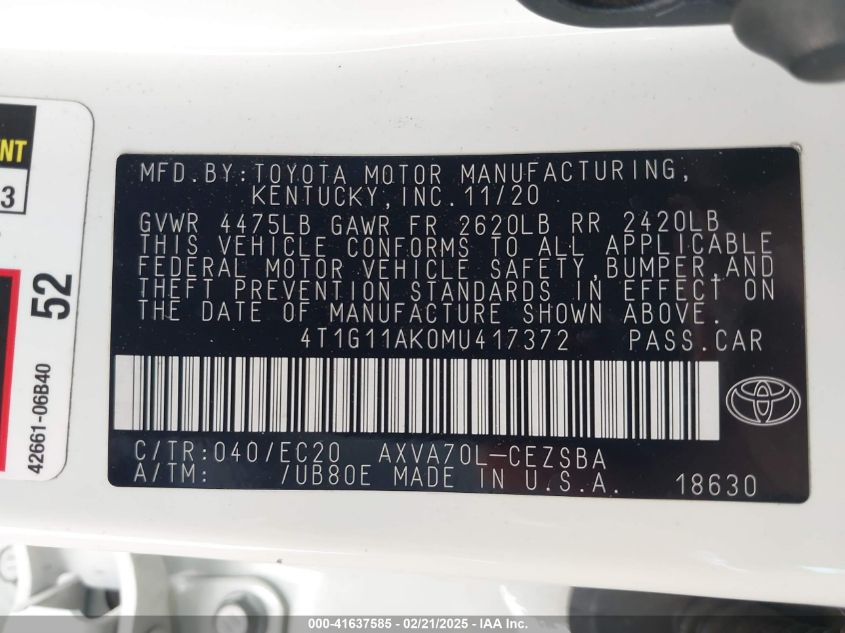 MFD.BY:TOYOTA MOTOR MANUFACTURING,
KENTUCKY,INC.11/20
GVWR 4475LB GAWR FR 2620LB RR 2420LB
THIS VEHICLE CONFORMS TO ALL APPLICABLE
FEDERAL MOTOR VEHICLE SAFETY,BUMPER,AND
THEFT PREVENTION STANDARDS IN EFFECT ON
THE DATE OF MANUFACTURE SHOWN ABOVE.
4T1G11AK0MU417372 PASS.CAR
C/TR:040/EC20 AXVA70L-CEZSBA
A/TM: /UB80E MADE IN U.S.A. 18630
52
42661-06B40
000-41637585 - 02/21/2025 - IAA Inc.